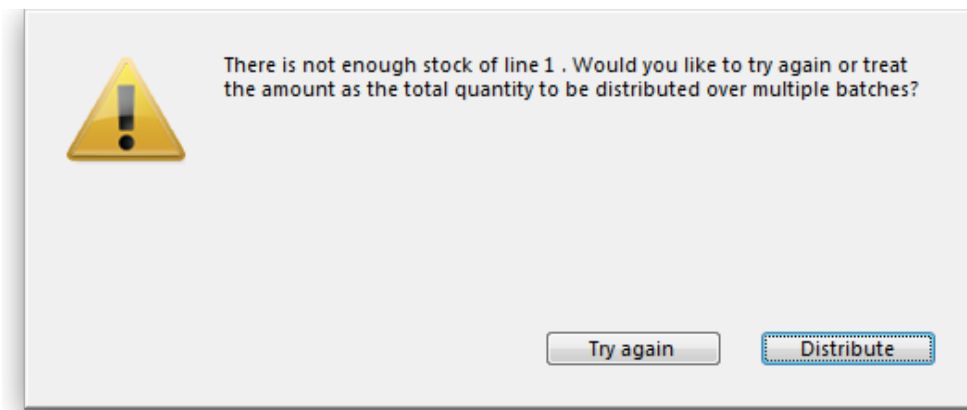 There is not enough stock of line 1 . Would you like to try again or treat
the amount as the total quantity to be distributed over multiple batches?
Try again
Distribute